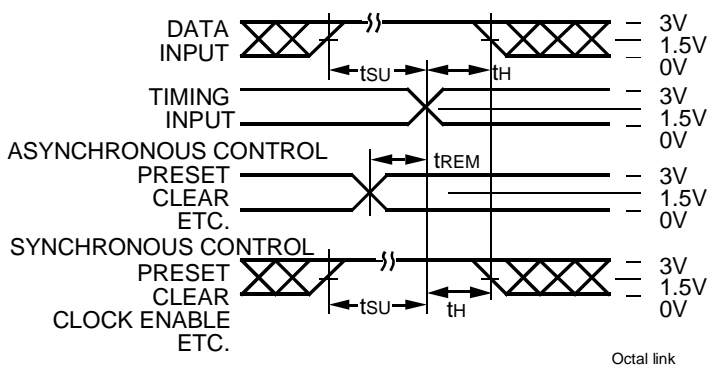 DATA
INPUT
tSU
tH
3V
1.5V
0V
TIMING
INPUT
3V
1.5V
0V
ASYNCHRONOUS CONTROL
PRESET
CLEAR
ETC.
tREM
3V
1.5V
0V
SYNCHRONOUS CONTROL
PRESET
CLEAR
CLOCK ENABLE
ETC.
tSU
tH
3V
1.5V
0V
Octal link